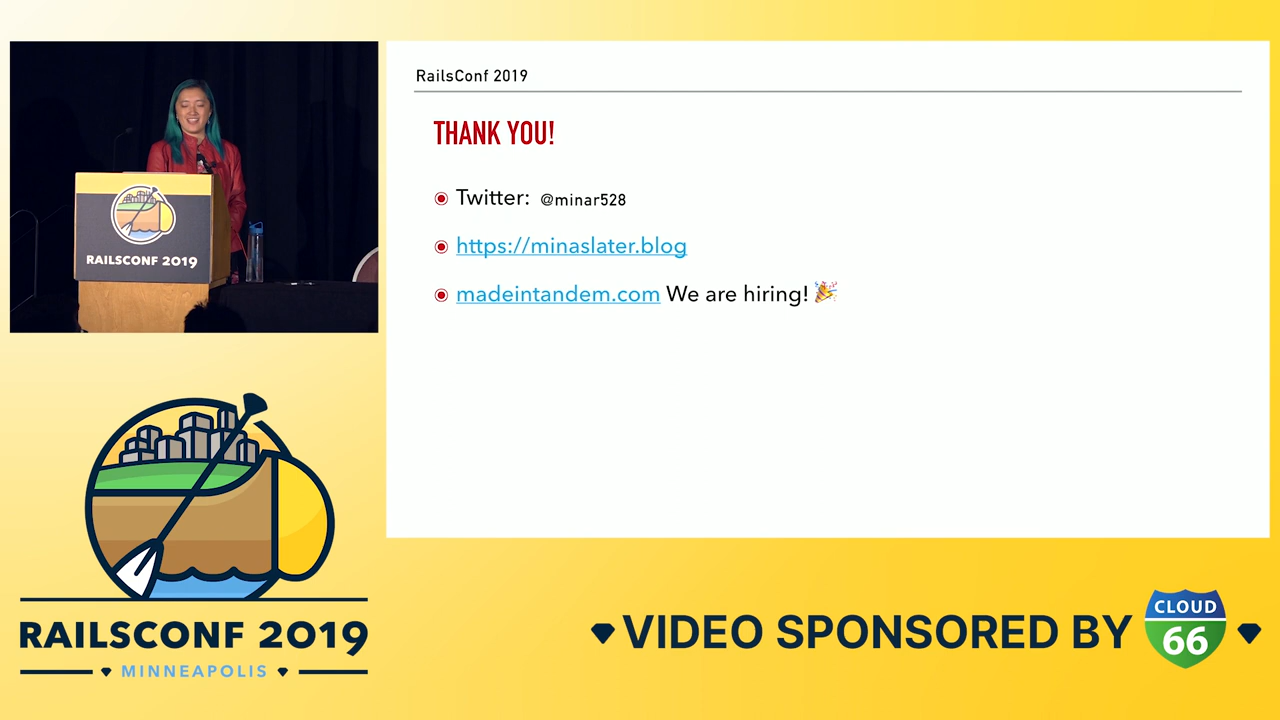 RailsConf 2019
THANK YOU!
Twitter: @minar528
https://minaslater.blog
madeintandem.com We are hiring! 🎉
RAILSCONF 2019
RAILSCONF 2019
MINNEAPOLIS
VIDEO SPONSORED BY
CLOUD
66